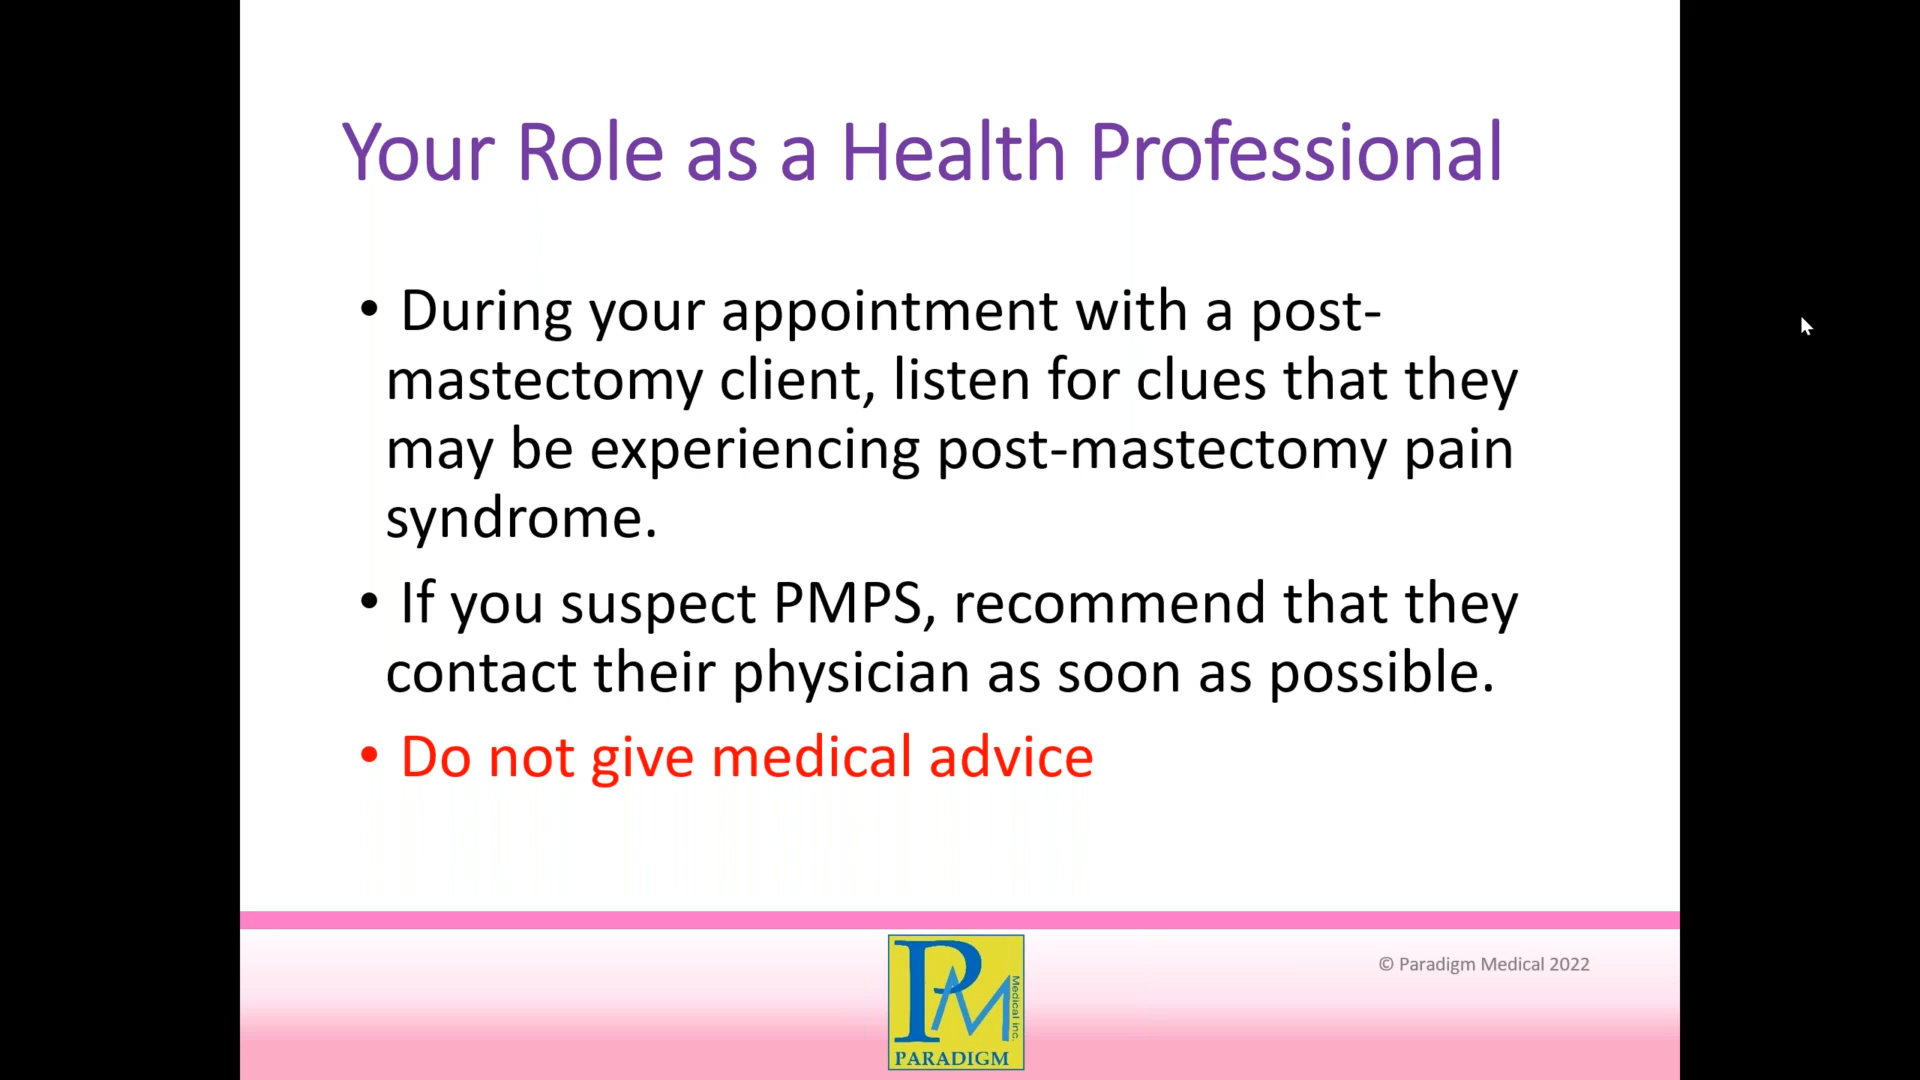 Your Role as a Health Professional
• During your appointment with a post-
mastectomy client, listen for clues that they
may be experiencing post-mastectomy pain
syndrome.
• If you suspect PMPS, recommend that they
contact their physician as soon as possible.
• Do not give medical advice
© Paradigm Medical 2022
PM
Medical inc.
PARADIGM